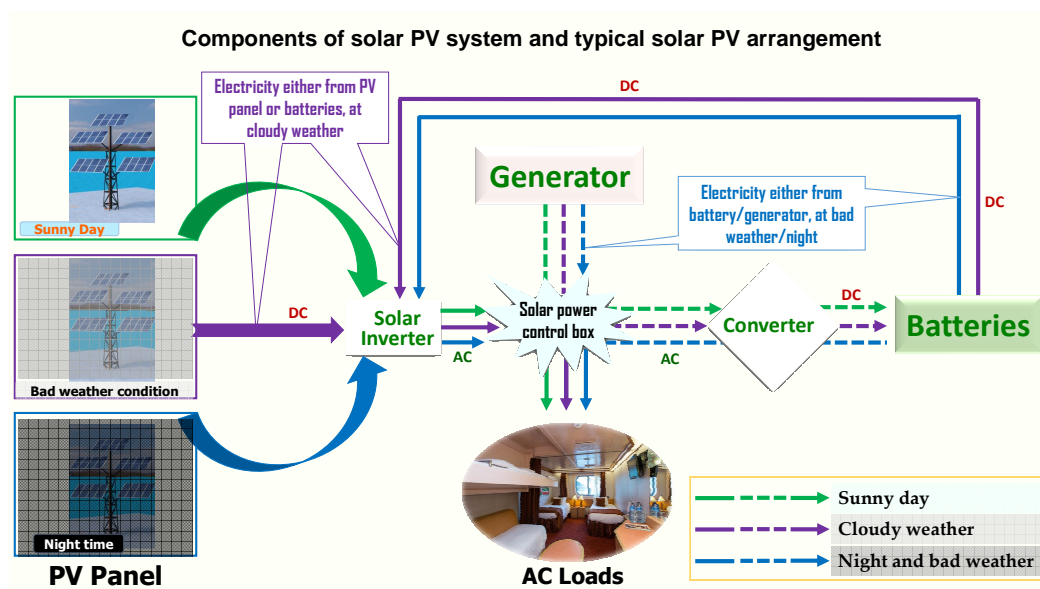 Components of solar PV system and typical solar PV arrangement
Electricity either from PV
panel or batteries, at
cloudy weather
DC
Sunny Day
Generator
Electricity either from
battery/generator, at bad
weather/night
DC
DC
Solar
Inverter
AC
Solar power
control box
AC
Converter
DC
Batteries
Bad weather condition
Night time
PV Panel
AC Loads
Sunny day
Cloudy weather
Night and bad weather